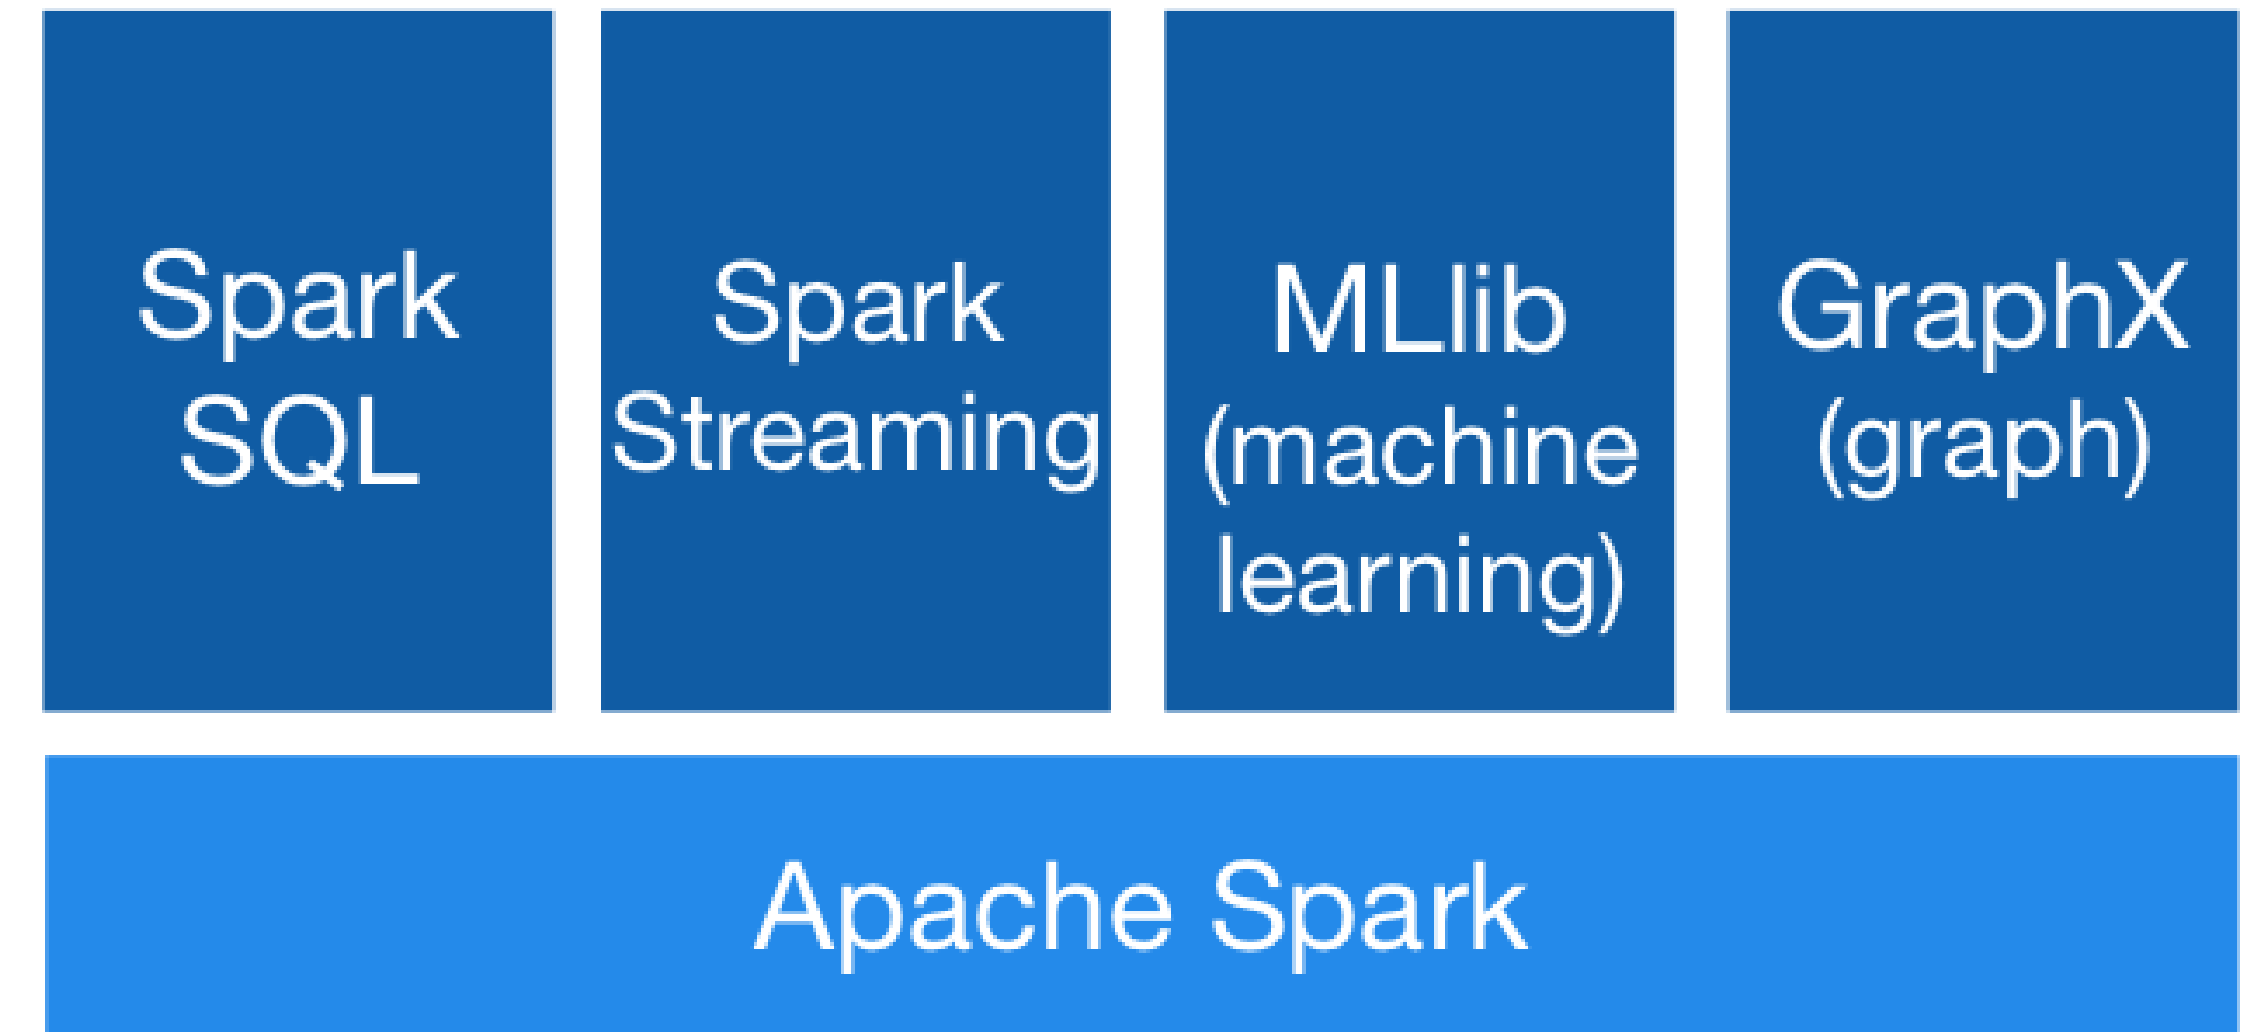 Spark
SQL
Spark
Streaming
MLlib
(machine
learning)
GraphX
(graph)
Apache Spark